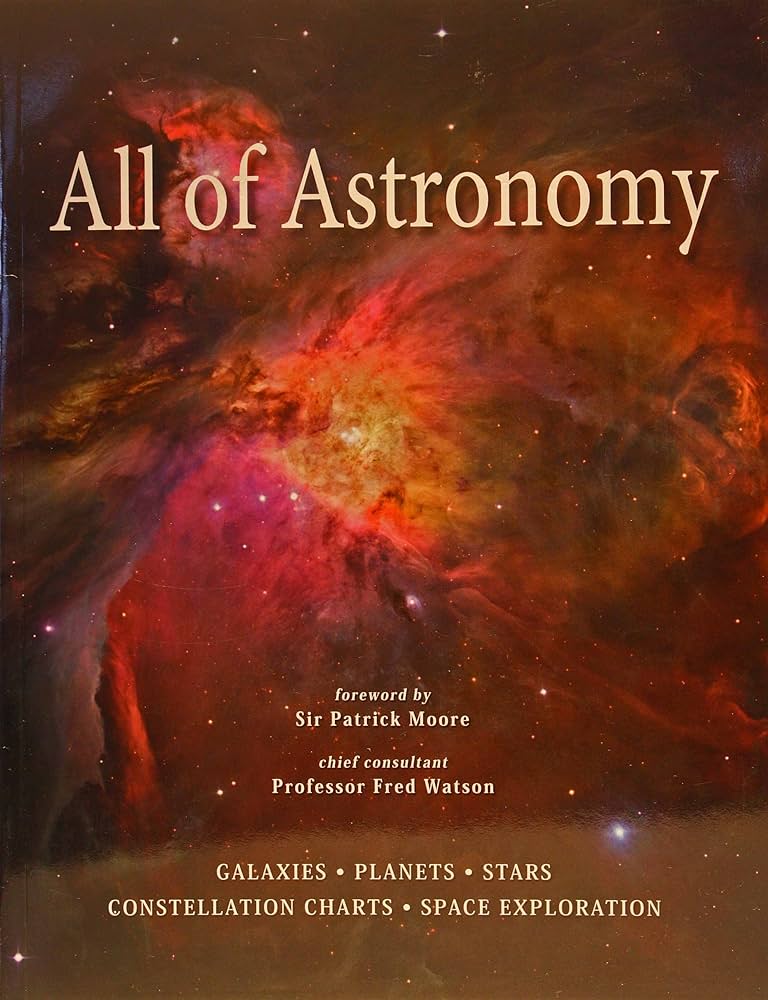 All of Astronomy
foreword by
Sir Patrick Moore
chief consultant
Professor Fred Watson
GALAXIES • PLANETS • STARS
CONSTELLATION CHARTS • SPACE EXPLORATION